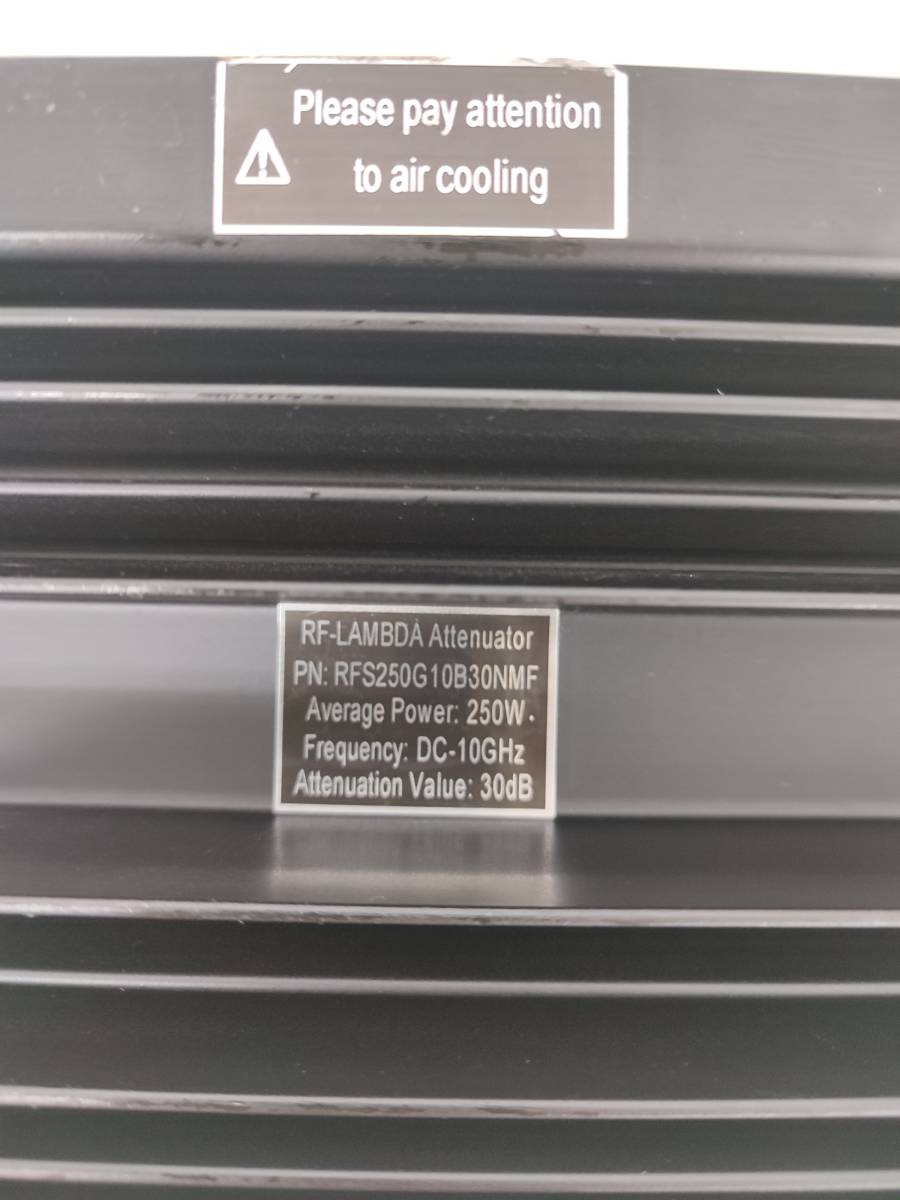 Please pay attention
to air cooling
RF-LAMBDA Attenuator
PN: RFS250G10B30NMF
Average Power: 250W.
Frequency: DC-10GHz
Attenuation Value: 30dB